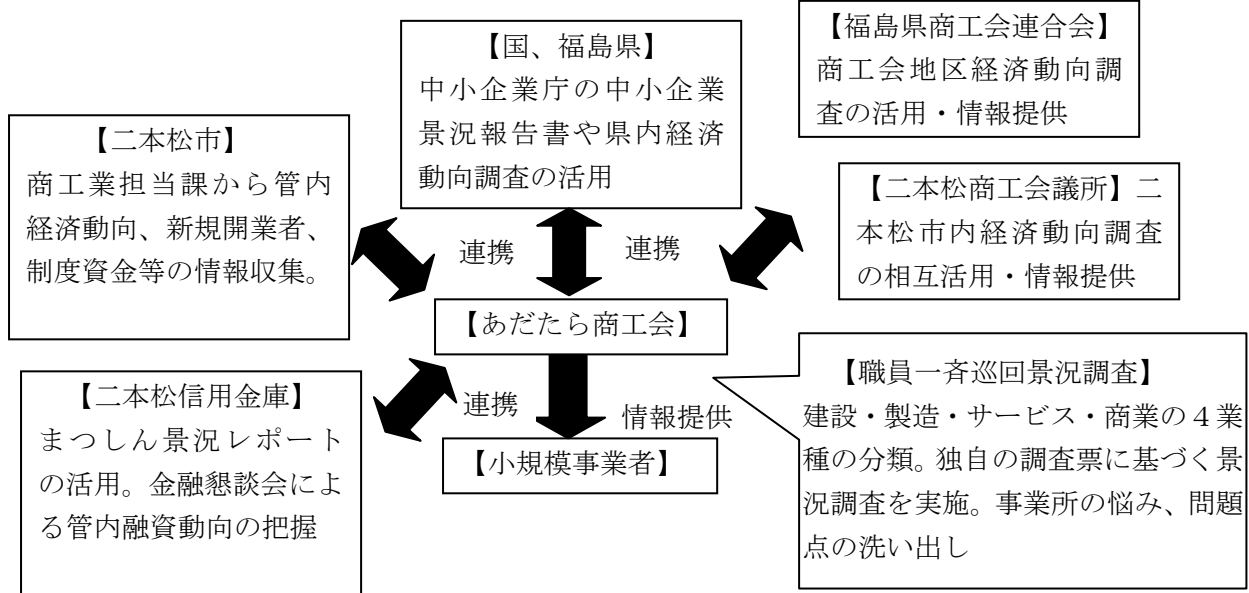 【国、福島県】
中小企業庁の中小企業
景況報告書や県内経済
動向調査の活用
【福島県商工会連合会】
商工会地区経済動向調
査の活用・情報提供
【二本松市】
商工業担当課から管内
経済動向、新規開業者、
制度資金等の情報収集。
【二本松商工会議所】二
本松市内経済動向調査
の相互活用・情報提供
連携
連携
【あだたら商工会】
【二本松信用金庫】
まつしん景況レポート
の活用。金融懇談会によ
る管内融資動向の把握
連携
情報提供
【小規模事業者】
【職員一斉巡回景況調査】
建設・製造・サービス・商業の４業
種の分類。独自の調査票に基づく景
況調査を実施。事業所の悩み、問題
点の洗い出し